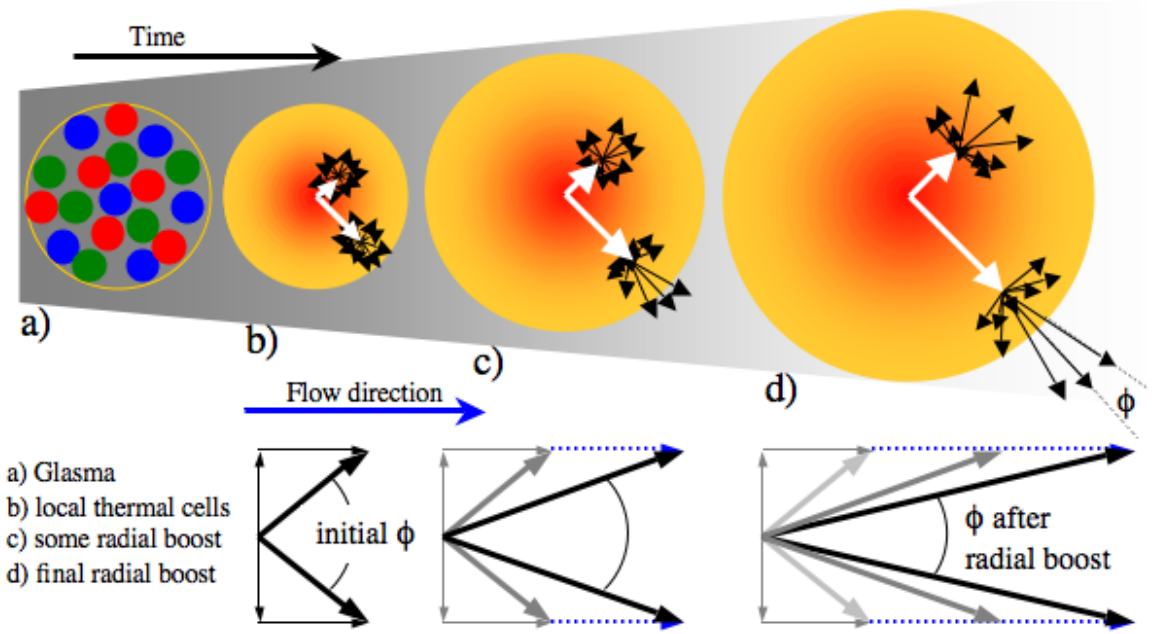 Time
a)
b)
c)
d)
ϕ
Flow direction
a) Glasma
b) local thermal cells
c) some radial boost
d) final radial boost
initial ϕ
ϕ after
radial boost